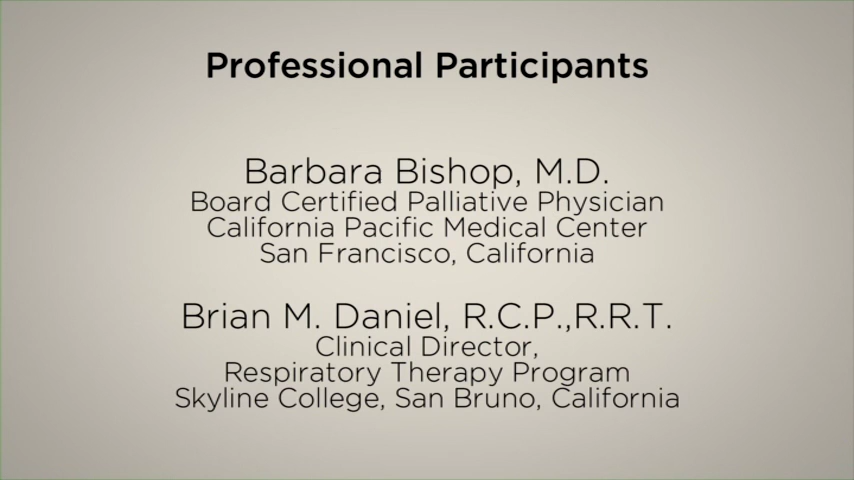 Professional Participants
Barbara Bishop, M.D.
Board Certified Palliative Physician
California Pacific Medical Center
San Francisco, California
Brian M. Daniel, R.C.P.,R.R.T.
Clinical Director,
Respiratory Therapy Program
Skyline College, San Bruno, California